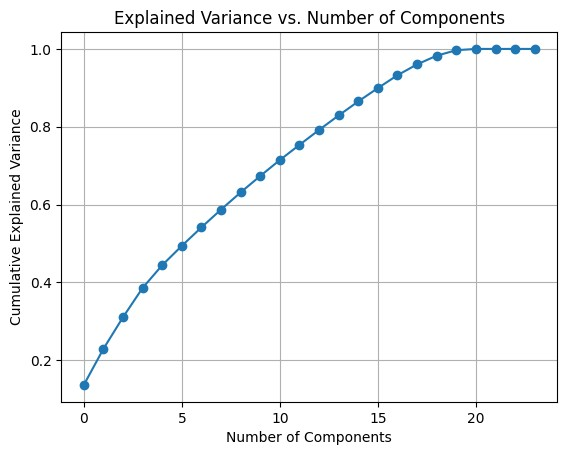 Explained Variance vs. Number of Components
1.0
0.8
0.6
0.4
0.2
Cumulative Explained Variance
0 5 10 15 20
Number of Components